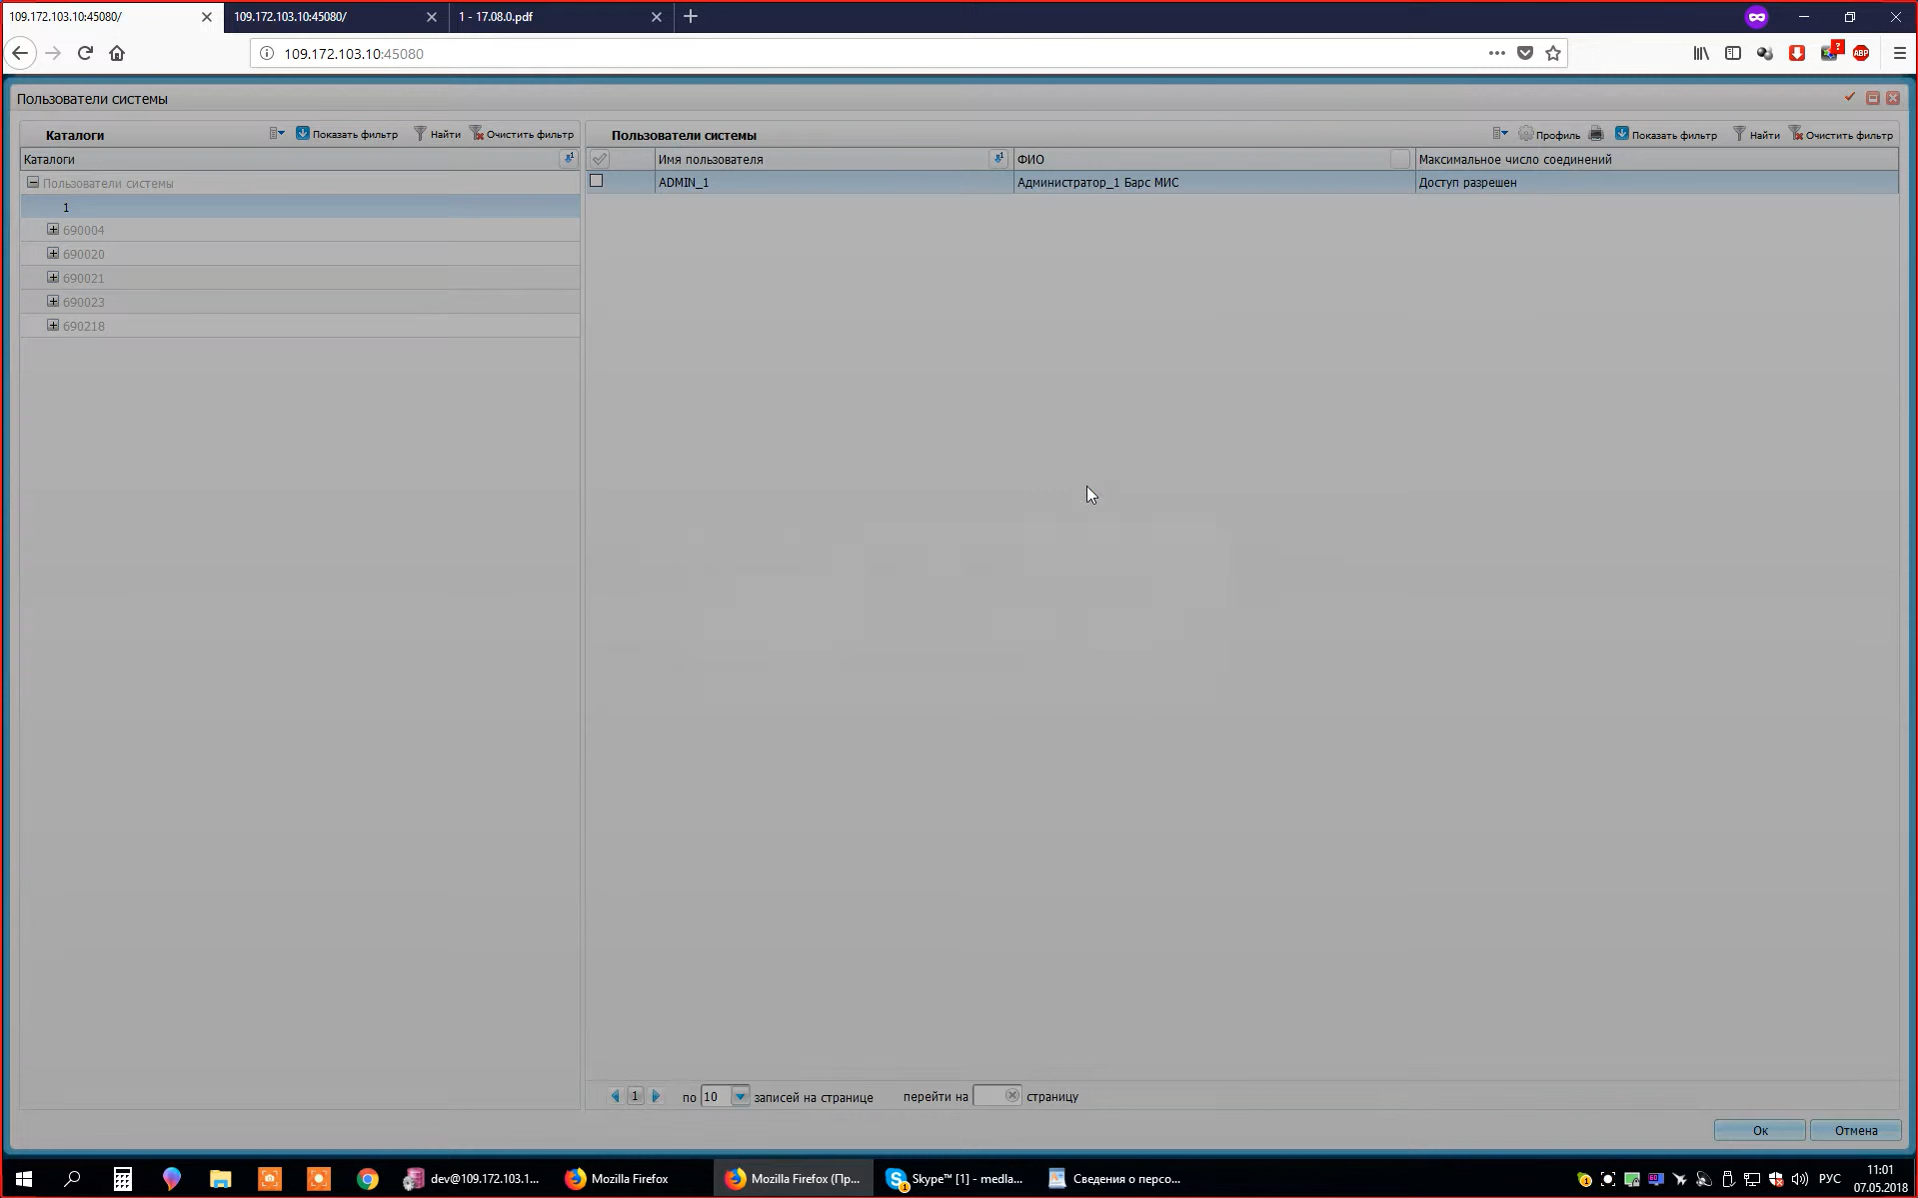 109.172.103.10:45080/
109.172.103.10:45080/
1 - 17.08.0.pdf
109.172.103.10:45080
ABP
Пользователи системы
Каталоги
Показать фильтр
Найти
Очистить фильтр
Пользователи системы
Профиль
Показать фильтр
Найти
Очистить фильтр
Каталоги
Имя пользователя
ФИО
Максимальное число соединений
Пользователи системы
ADMIN_1
Администратор_1 Барс МИС
Доступ разрешен
1
690004
690020
690021
690023
690218
1
по 10 записей на странице
перейти на
страницу
Ок
Отмена
dev@109.172.103.1...
Mozilla Firefox
Mozilla Firefox (Пр...
Skype™ [1] - medla...
Сведения о персо...
РУС
11:01
07.05.2018